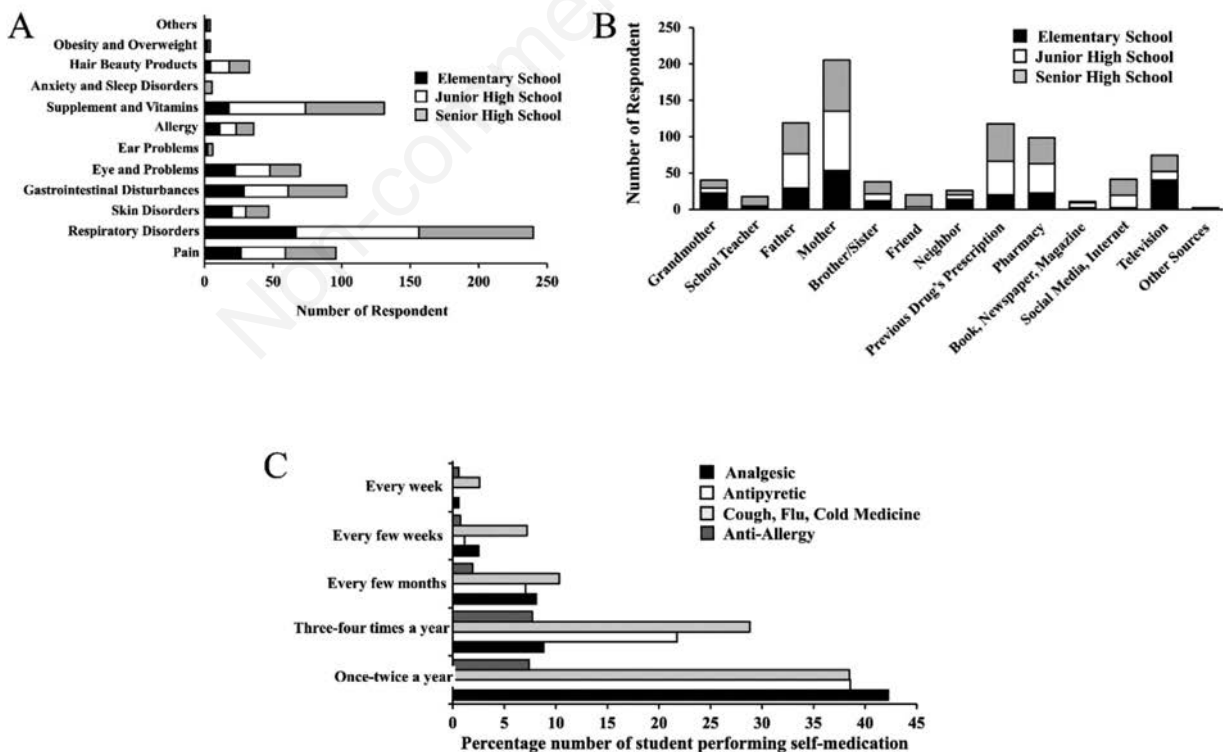 A
Others
Obesity and Overweight
Hair Beauty Products
Anxiety and Sleep Disorders
Supplement and Vitamins
Allergy
Ear Problems
Eye and Problems
Gastrointestinal Disturbances
Skin Disorders
Respiratory Disorders
Pain
0 50 100 150 200 250
Number of Respondent
Elementary School
Junior High School
Senior High School
Non-commer
B
Number of Respondent
250
200
150
100
50
0
Elementary School
Junior High School
Senior High School
Grandmother
School Teacher
Father
Mother
Brother/Sister
Friend
Neighbor
Previous Drug's Prescription
Pharmacy
Book, Newspaper, Magazine
Social Media, Internet
Television
Other Sources
C
Every week
Every few weeks
Every few months
Three-four times a year
Once-twice a year
0 5 10 15 20 25 30 35 40 45
Percentage number of student performing self-medication
Analgesic
Antipyretic
Cough, Flu, Cold Medicine
Anti-Allergy